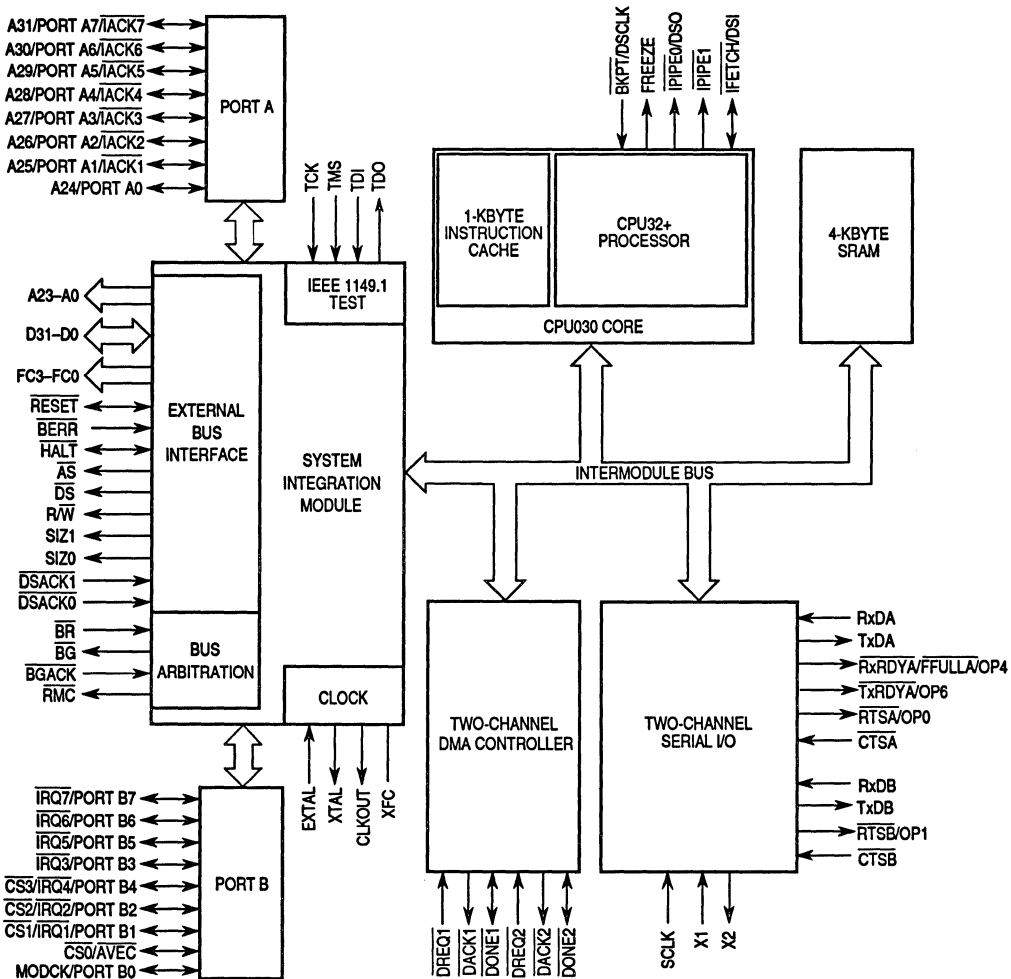 A31/PORT A7/IACK7
A30/PORT A6/IACK6
A29/PORT A5/IACK5
A28/PORT A4/IACK4
A27/PORT A3/IACK3
A26/PORT A2/IACK2
A25/PORT A1/IACK1
A24/PORT A0
PORT A
TCK
TMS
TDI
TDO
IEEE 1149.1
TEST
BKPT/DSCLK
FREEZE
IPIPE0/DSO
IPIPE1
IFETCH/DSI
1-KBYTE
INSTRUCTION
CACHE
CPU32+
PROCESSOR
CPU030 CORE
4-KBYTE
SRAM
A23–A0
D31–D0
FC3–FC0
RESET
BERR
HALT
AS
DS
R/W
SIZ1
SIZ0
DSACK1
DSACK0
BR
BG
BGACK
RMC
EXTERNAL
BUS
INTERFACE
BUS
ARBITRATION
SYSTEM
INTEGRATION
MODULE
CLOCK
INTERMODULE BUS
EXTAL
XTAL
CLKOUT
XFC
TWO-CHANNEL
DMA CONTROLLER
TWO-CHANNEL
SERIAL I/O
RxDA
TxDA
RxRDYA/FFULLA/OP4
TxRDYA/OP6
RTSA/OP0
CTSA
RxDB
TxDB
RTSB/OP1
CTSB
IRQ7/PORT B7
IRQ6/PORT B6
IRQ5/PORT B5
IRQ3/PORT B3
CS3/IRQ4/PORT B4
CS2/IRQ2/PORT B2
CS1/IRQ1/PORT B1
CS0/AVEC
MODCK/PORT B0
PORT B
DREQ1
DACK1
DONE1
DREQ2
DACK2
DONE2
SCLK
X1
X2